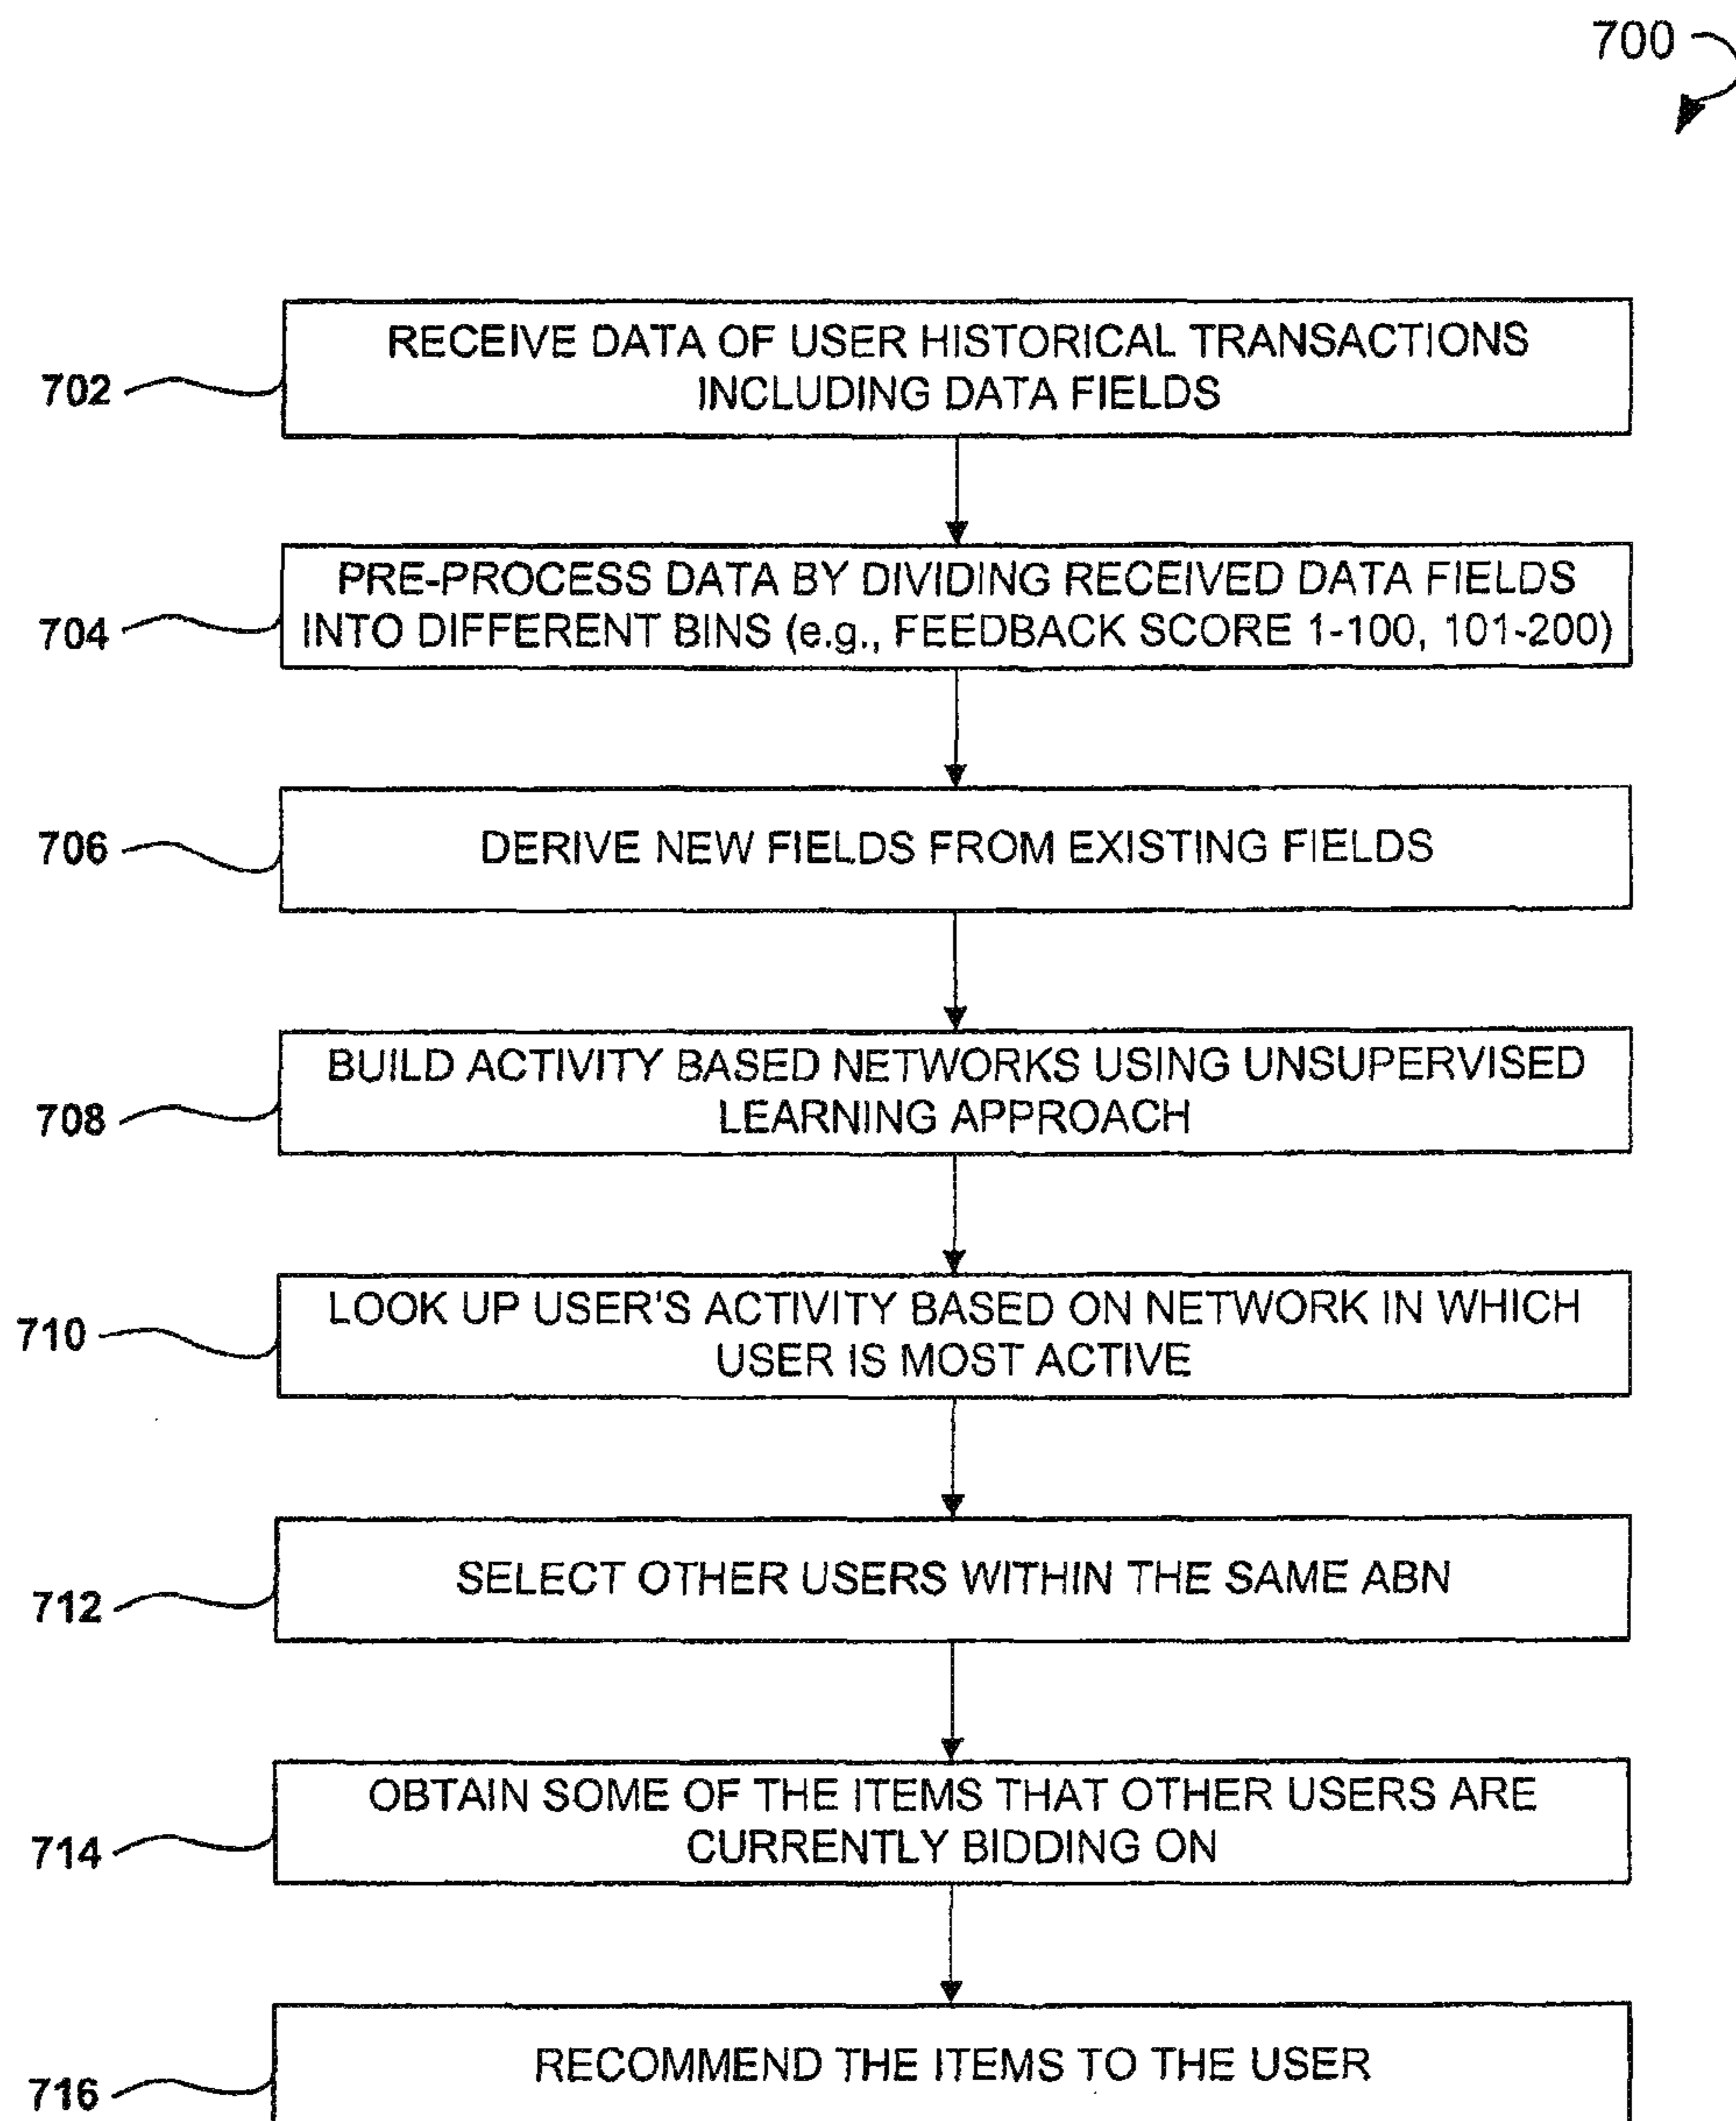 700
RECEIVE DATA OF USER HISTORICAL TRANSACTIONS
INCLUDING DATA FIELDS
702
PRE-PROCESS DATA BY DIVIDING RECEIVED DATA FIELDS
INTO DIFFERENT BINS (e.g., FEEDBACK SCORE 1-100, 101-200)
704
DERIVE NEW FIELDS FROM EXISTING FIELDS
706
BUILD ACTIVITY BASED NETWORKS USING UNSUPERVISED
LEARNING APPROACH
708
LOOK UP USER'S ACTIVITY BASED ON NETWORK IN WHICH
USER IS MOST ACTIVE
710
SELECT OTHER USERS WITHIN THE SAME ABN
712
OBTAIN SOME OF THE ITEMS THAT OTHER USERS ARE
CURRENTLY BIDDING ON
714
RECOMMEND THE ITEMS TO THE USER
716